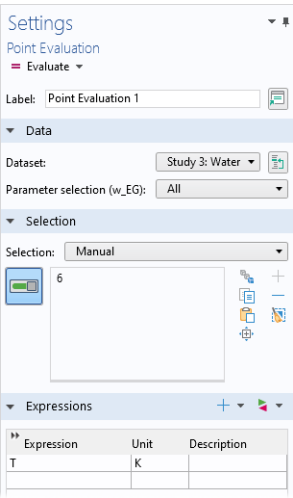 Settings
Point Evaluation
= Evaluate
Label: Point Evaluation 1
Data
Dataset: Study 3: Water
Parameter selection (w_EG): All
Selection
Selection: Manual
6
Expressions
Expression Unit Description
T K